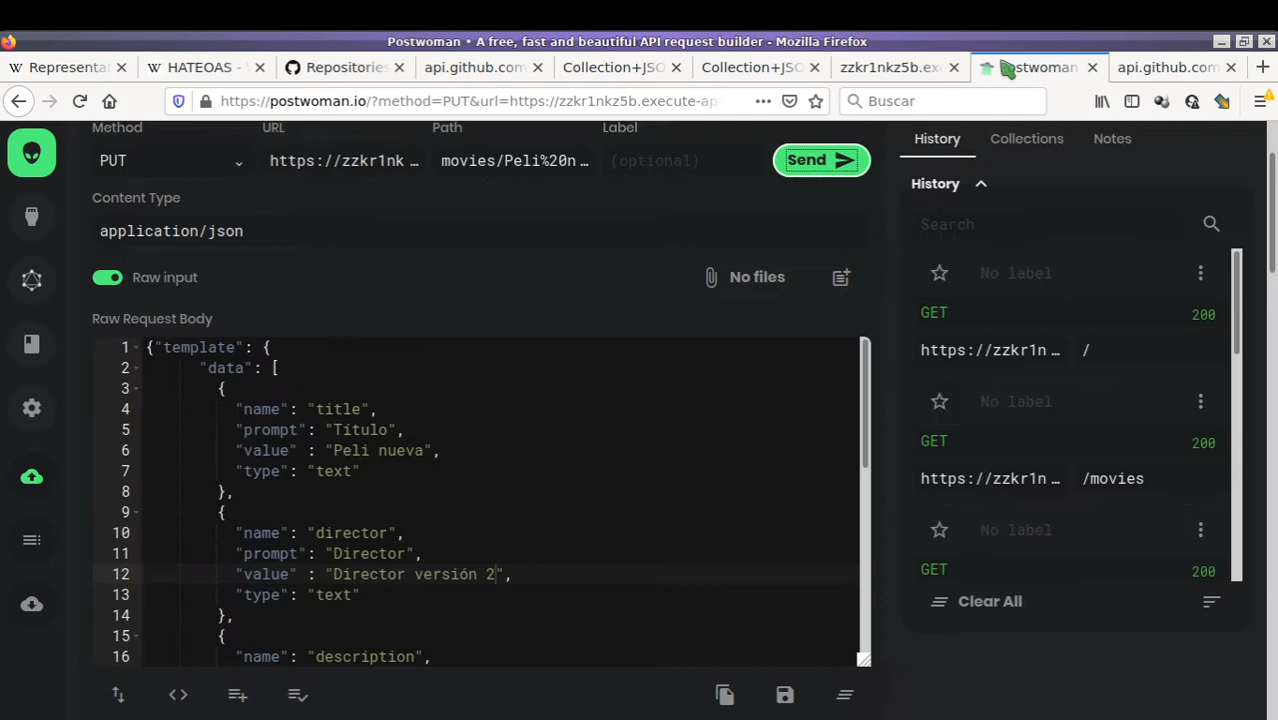 Postwoman • A free, fast and beautiful API request builder - Mozilla Firefox
Representat
HATEOAS - W
Repositories
api.github.com
Collection+JSO
Collection+JSO
zzkr1nkz5b.exe
Postwoman
api.github.com
https://postwoman.io/?method=PUT&url=https://zzkr1nkz5b.execute-ap
Buscar
Method
URL
Path
Label
PUT
https://zzkr1nk...
movies/Peli%20n...
(optional)
Send
Content Type
application/json
Raw input
No files
Raw Request Body
1 {"template": {
2 "data": [
3 {
4 "name": "title",
5 "prompt": "Título",
6 "value" : "Peli nueva",
7 "type": "text"
8 },
9 {
10 "name": "director",
11 "prompt": "Director",
12 "value" : "Director versión 2",
13 "type": "text"
14 },
15 {
16 "name": "description",
History
Collections
Notes
History
Search
No label
GET
200
https://zzkr1n...
/
No label
GET
200
https://zzkr1n...
/movies
No label
GET
200
Clear All